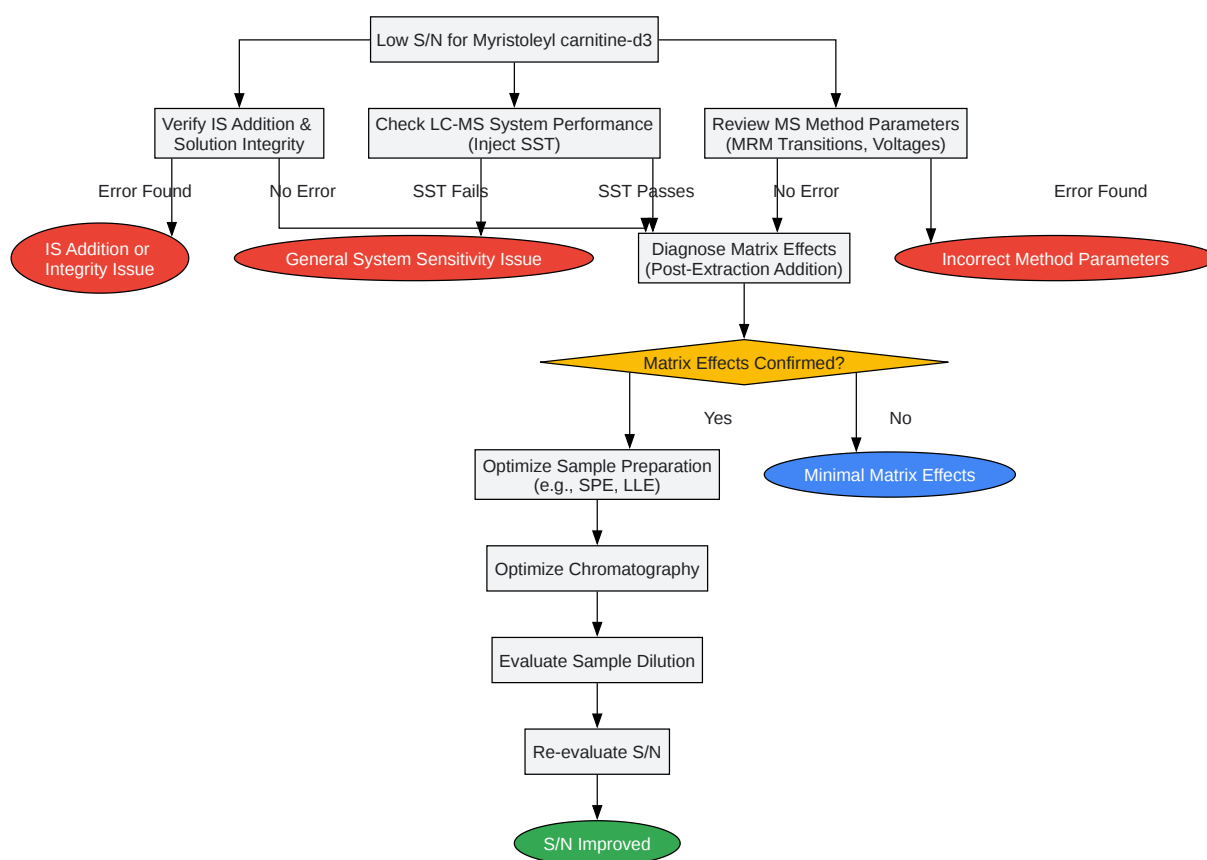 Low S/N for Myristoleyl carnitine-d3
Verify IS Addition &
Solution Integrity
Check LC-MS System Performance
(Inject SST)
Review MS Method Parameters
(MRM Transitions, Voltages)
Error Found
No Error
SST Fails
SST Passes
No Error
Error Found
IS Addition or
Integrity Issue
General System Sensitivity Issue
Diagnose Matrix Effects
(Post-Extraction Addition)
Incorrect Method Parameters
Matrix Effects Confirmed?
Yes
No
Optimize Sample Preparation
(e.g., SPE, LLE)
Minimal Matrix Effects
Optimize Chromatography
Evaluate Sample Dilution
Re-evaluate S/N
S/N Improved